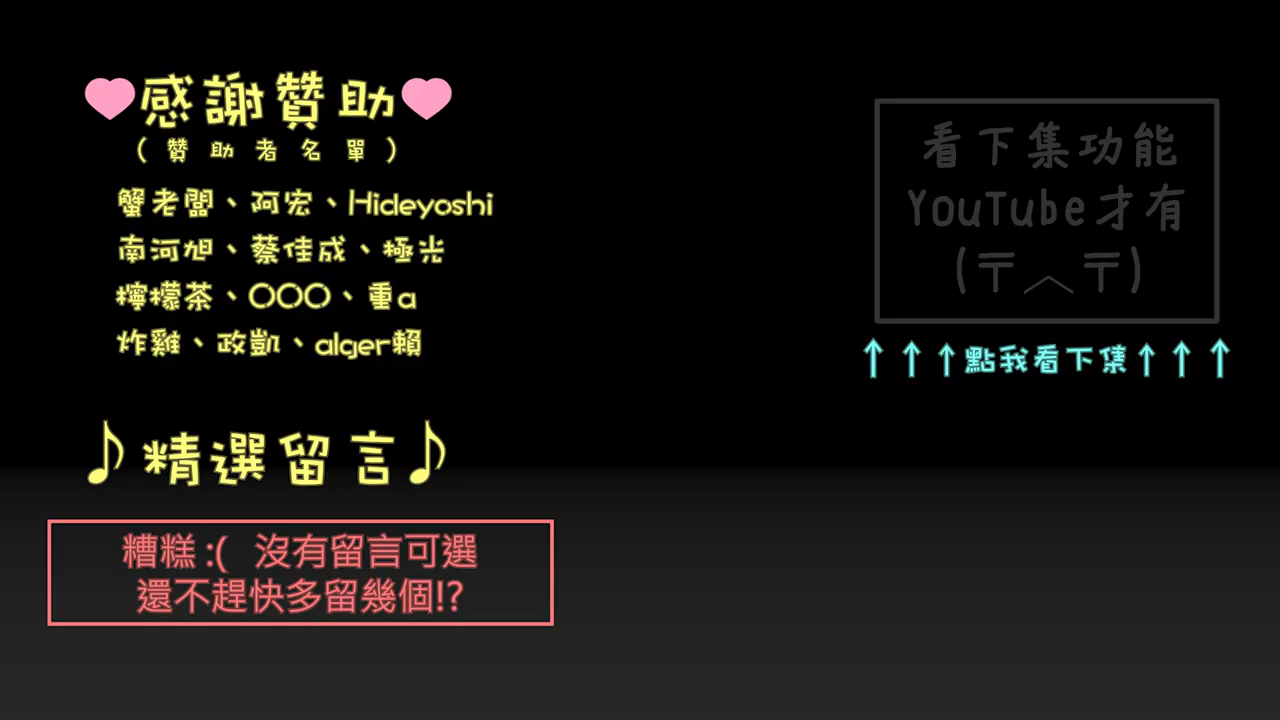 感謝贊助
(贊助者名單)
蟹老闆、阿宏、Hideyoshi
南河旭、蔡佳成、極光
檸檬茶、OOO、重a
炸雞、政凱、alger賴
♪精選留言♪
糟糕:( 沒有留言可選
還不趕快多留幾個!?
看下集功能
YouTube才有
(〒︿〒)
↑↑↑點我看下集↑↑↑